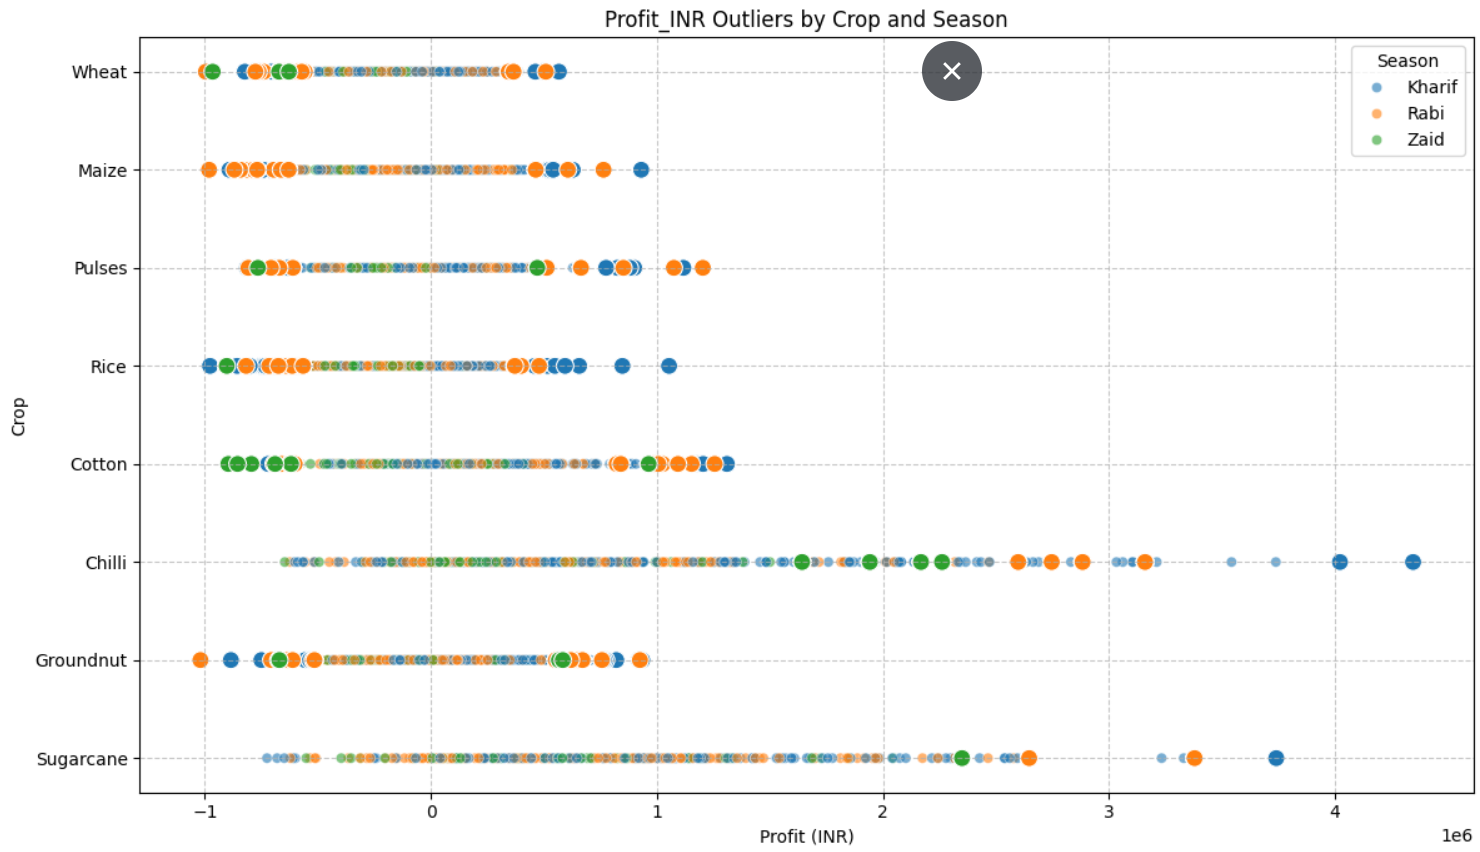 Profit_INR Outliers by Crop and Season
Season
Kharif
Rabi
Zaid
Crop
Wheat
Maize
Pulses
Rice
Cotton
Chilli
Groundnut
Sugarcane
−1 0 1 2 3 4
1e6
Profit (INR)